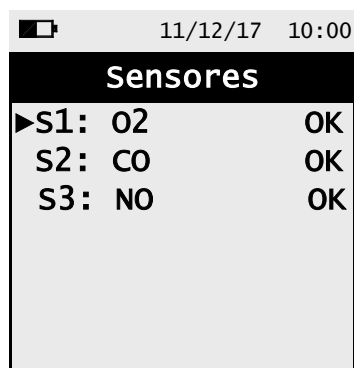 11/12/17 10:00
Sensores
►S1: O2 OK
S2: CO OK
S3: NO OK